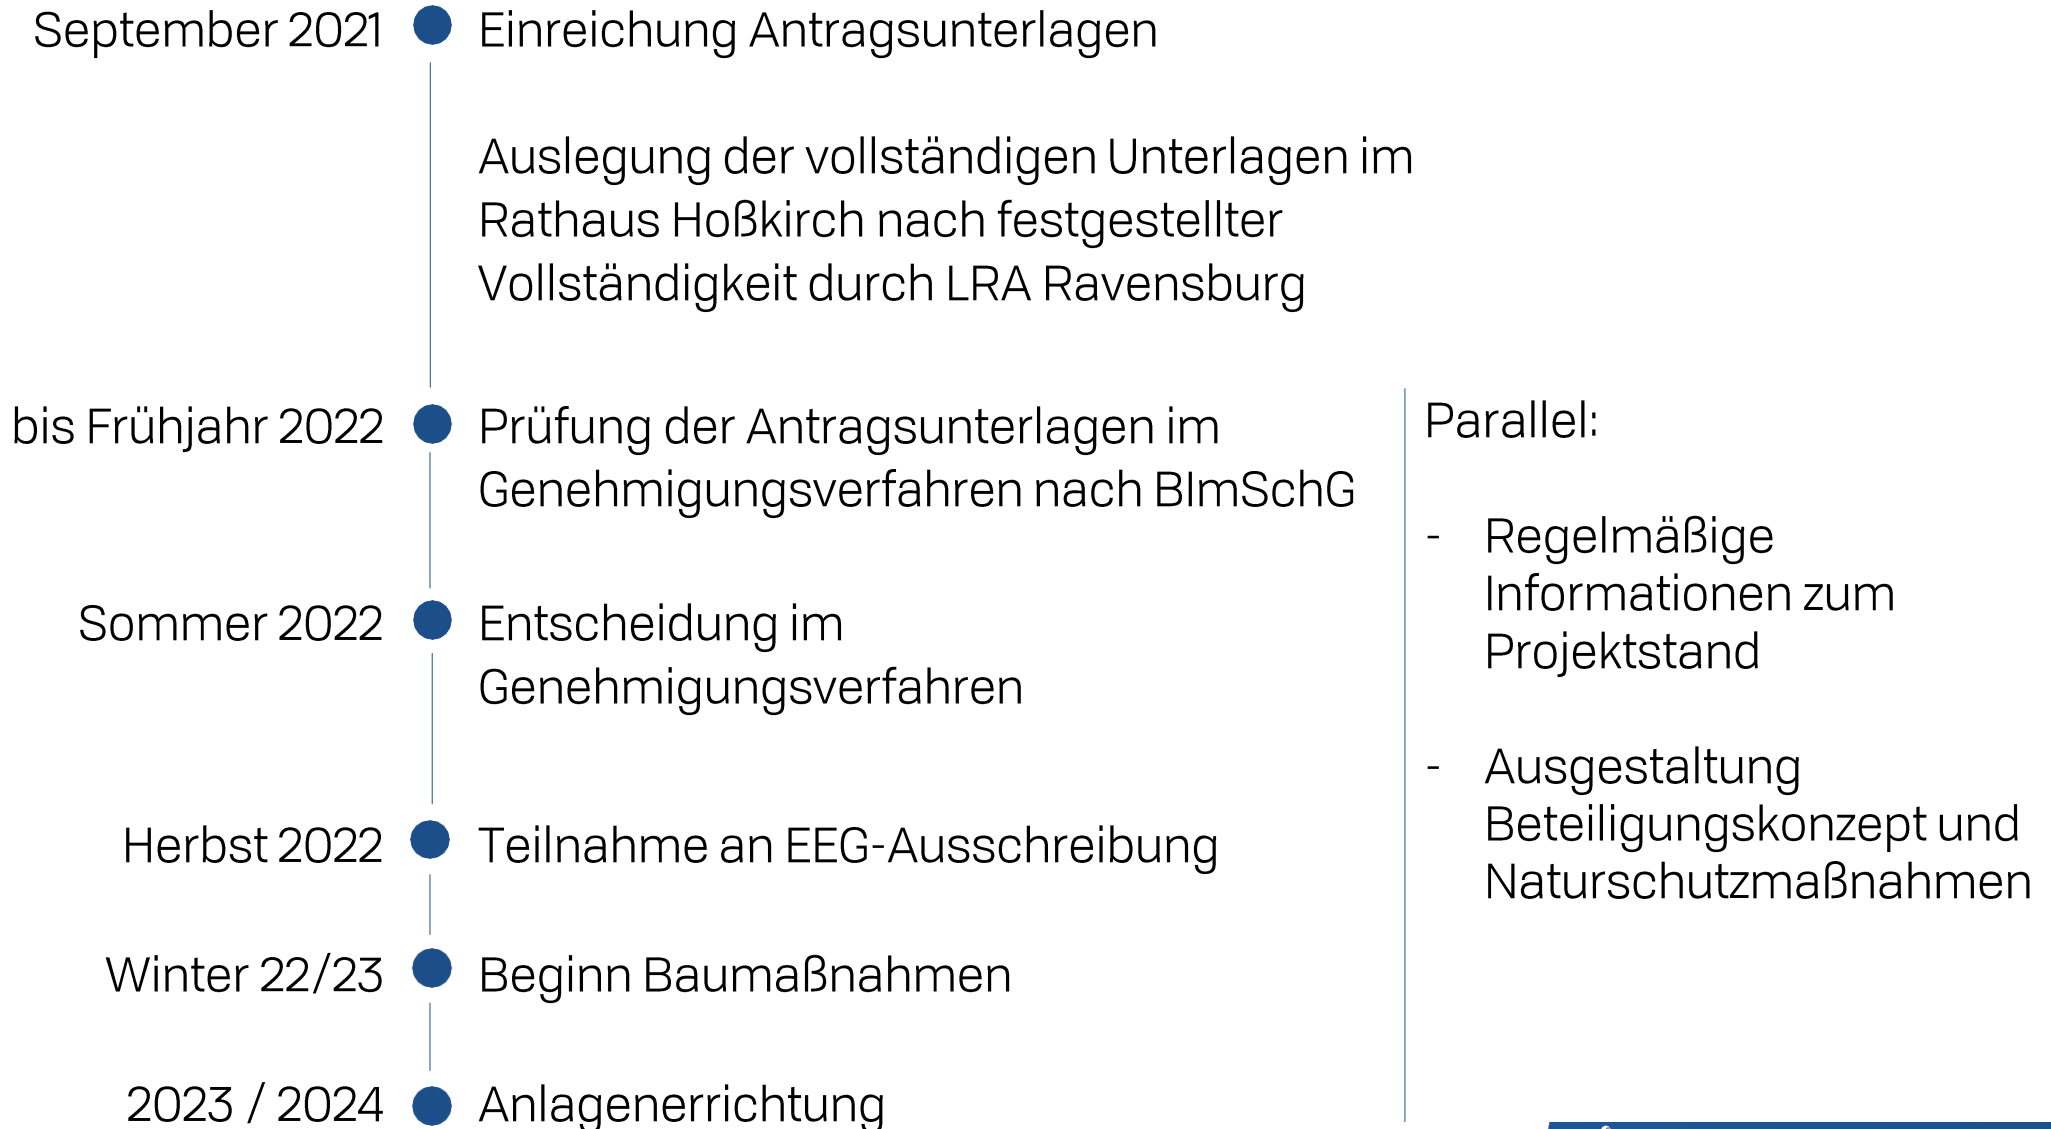 September 2021 Einreichung Antragsunterlagen
Auslegung der vollständigen Unterlagen im
Rathaus Hoßkirch nach festgestellter
Vollständigkeit durch LRA Ravensburg
bis Frühjahr 2022 Prüfung der Antragsunterlagen im
Genehmigungsverfahren nach BImSchG
Sommer 2022 Entscheidung im
Genehmigungsverfahren
Herbst 2022 Teilnahme an EEG-Ausschreibung
Winter 22/23 Beginn Baumaßnahmen
2023 / 2024 Anlagenerrichtung
Parallel:
- Regelmäßige
Informationen zum
Projektstand
- Ausgestaltung
Beteiligungskonzept und
Naturschutzmaßnahmen